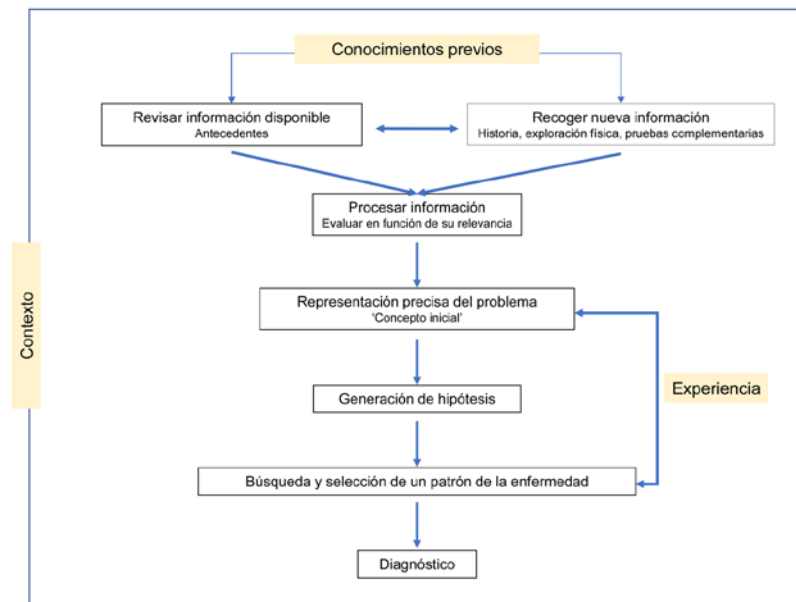 Conocimientos previos
Revisar información disponible
Antecedentes
Recoger nueva información
Historia, exploración física, pruebas complementarias
Procesar información
Evaluar en función de su relevancia
Representación precisa del problema
'Concepto inicial'
Contexto
Experiencia
Generación de hipótesis
Búsqueda y selección de un patrón de la enfermedad
Diagnóstico